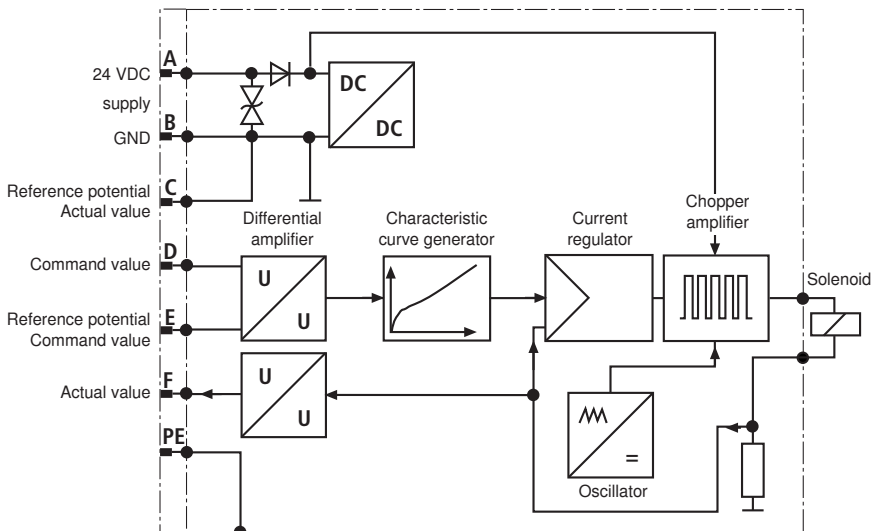 A
24 VDC
supply
B
GND
DC
DC
Reference potential
Actual value
C
Differential
amplifier
Characteristic
curve generator
Current
regulator
Chopper
amplifier
D
Command value
U
U
Solenoid
E
Reference potential
Command value
F
Actual value
U
U
PE
=
Oscillator